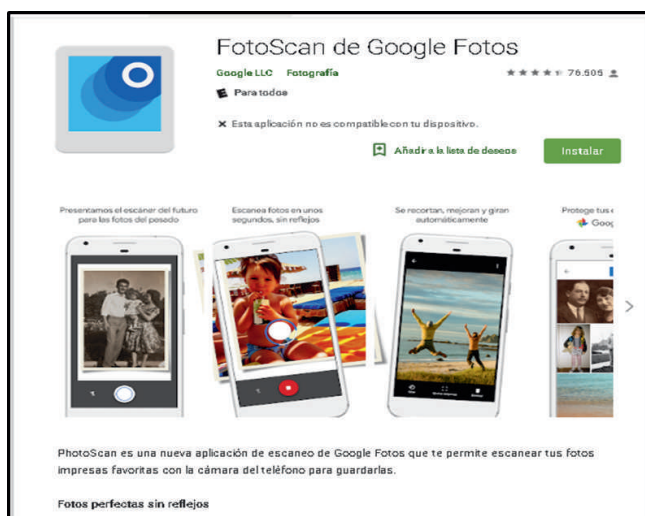 FotoScan de Google Fotos
Google LLC Fotografía
76.505
Para todos
Esta aplicación no es compatible con tu dispositivo.
Añadir a la lista de deseos
Instalar
Presentamos el escáner del futuro
para las fotos del pasado
Escanea fotos en unos
segundos, sin reflejos
Se recortan, mejoran y giran
automáticamente
Protege tus
PhotoScan es una nueva aplicación de escaneo de Google Fotos que te permite escanear tus fotos
impresas favoritas con la cámara del teléfono para guardarlas.
Fotos perfectas sin reflejos